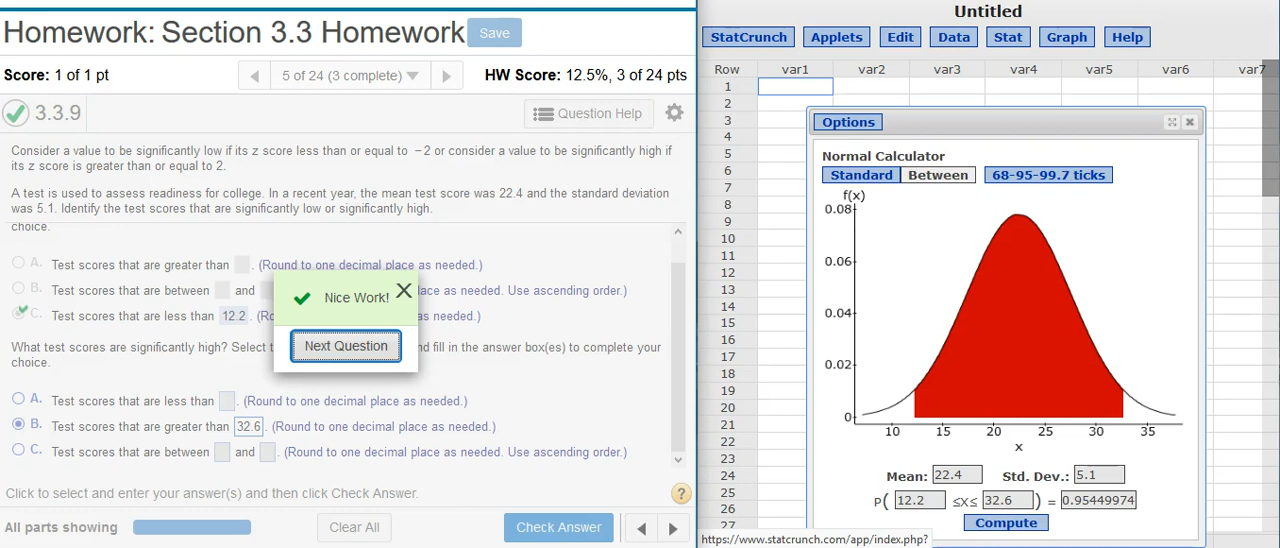 Homework: Section 3.3 Homework
Save
Score: 1 of 1 pt
5 of 24 (3 complete)
HW Score: 12.5%, 3 of 24 pts
3.3.9
Question Help
Consider a value to be significantly low if its z score less than or equal to −2 or consider a value to be significantly high if
its z score is greater than or equal to 2.
A test is used to assess readiness for college. In a recent year, the mean test score was 22.4 and the standard deviation
was 5.1. Identify the test scores that are significantly low or significantly high.
choice.
A. Test scores that are greater than . (Round to one decimal place as needed.)
B. Test scores that are between and lace as needed. Use ascending order.)
C. Test scores that are less than 12.2 . (Ro s needed.)
Nice Work!
Next Question
What test scores are significantly high? Select t nd fill in the answer box(es) to complete your
choice.
A. Test scores that are less than . (Round to one decimal place as needed.)
B. Test scores that are greater than 32.6 . (Round to one decimal place as needed.)
C. Test scores that are between and . (Round to one decimal place as needed. Use ascending order.)
Click to select and enter your answer(s) and then click Check Answer.
?
All parts showing
Clear All
Check Answer
Untitled
StatCrunch Applets Edit Data Stat Graph Help
Row var1 var2 var3 var4 var5 var6 var7
1
2
3
4
5
6
7
8
9
10
11
12
13
14
15
16
17
18
19
20
21
22
23
24
25
26
27
Options
Normal Calculator
Standard Between 68-95-99.7 ticks
f(x)
0.08
0.06
0.04
0.02
0
10 15 20 25 30 35
x
Mean: 22.4 Std. Dev.: 5.1
P( 12.2 ≤X≤ 32.6 ) = 0.95449974
Compute
https://www.statcrunch.com/app/index.php?